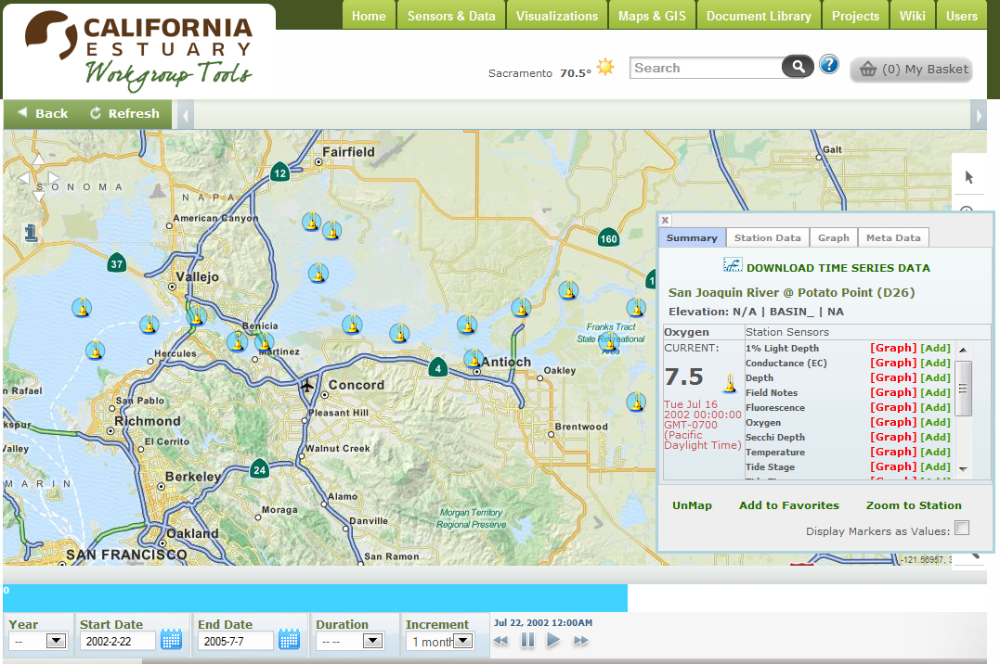 Home
Sensors & Data
Visualizations
Maps & GIS
Document Library
Projects
Wiki
Users
CALIFORNIA
ESTUARY
Workgroup Tools
Sacramento 70.5°
Search
?
(0) My Basket
Back
Refresh
Fairfield
Galt
12
SONOMA
NAPA
American Canyon
160
37
Vallejo
Benicia
Martinez
Hercules
Franks Tract
State Recreational
Area
Antioch
4
Oakley
Concord
n Rafael
San Pablo
Pleasant Hill
Richmond
Brentwood
kspur
El Cerrito
Walnut Creek
Valley
24
Berkeley
MARIN
Alamo
Moraga
Danville
Morgan Territory
Regional Preserve
Oakland
SAN FRANCISCO
San Ramon
-121.56957, 3
x
Summary
Station Data
Graph
Meta Data
DOWNLOAD TIME SERIES DATA
San Joaquin River @ Potato Point (D26)
Elevation: N/A | BASIN_ | NA
Oxygen
Station Sensors
CURRENT:
7.5
Tue Jul 16
2002 00:00:00
GMT-0700
(Pacific
Daylight Time)
1% Light Depth [Graph] [Add]
Conductance (EC) [Graph] [Add]
Depth [Graph] [Add]
Field Notes [Graph] [Add]
Fluorescence [Graph] [Add]
Oxygen [Graph] [Add]
Secchi Depth [Graph] [Add]
Temperature [Graph] [Add]
Tide Stage [Graph] [Add]
UnMap
Add to Favorites
Zoom to Station
Display Markers as Values:
0
Year
--
Start Date
2002-2-22
End Date
2005-7-7
Duration
-- --
Increment
1 month
Jul 22, 2002 12:00AM